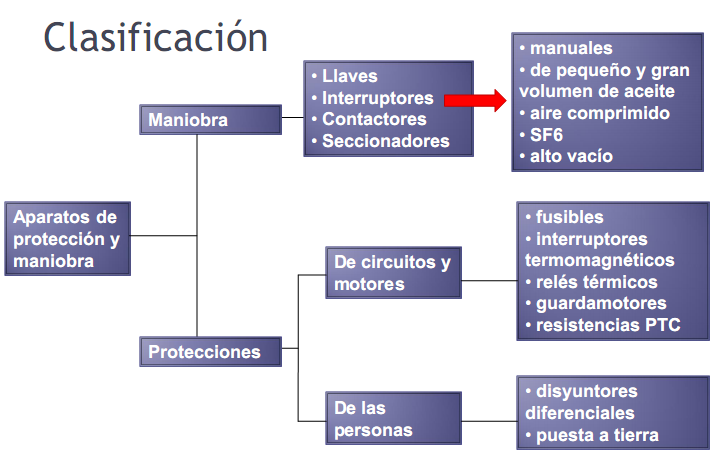 Clasificación
• Llaves
• Interruptores
• Contactores
• Seccionadores
• manuales
• de pequeño y gran
volumen de aceite
• aire comprimido
• SF6
• alto vacío
Maniobra
Aparatos de
protección y
maniobra
De circuitos y
motores
• fusibles
• interruptores
termomagnéticos
• relés térmicos
• guardamotores
• resistencias PTC
Protecciones
De las
personas
• disyuntores
diferenciales
• puesta a tierra